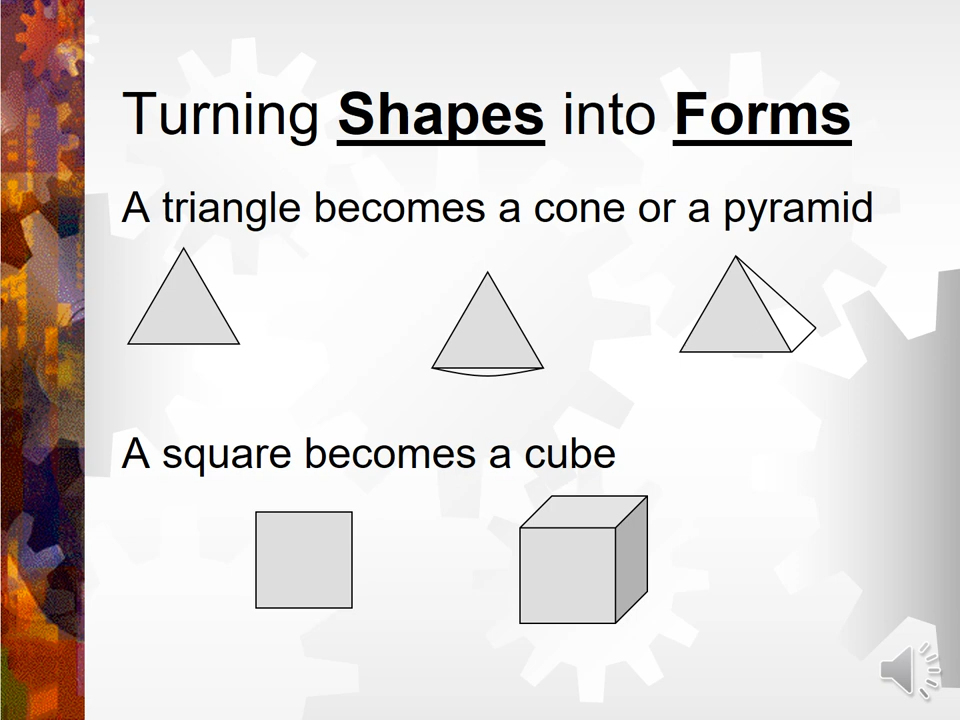 Turning Shapes into Forms
A triangle becomes a cone or a pyramid
A square becomes a cube